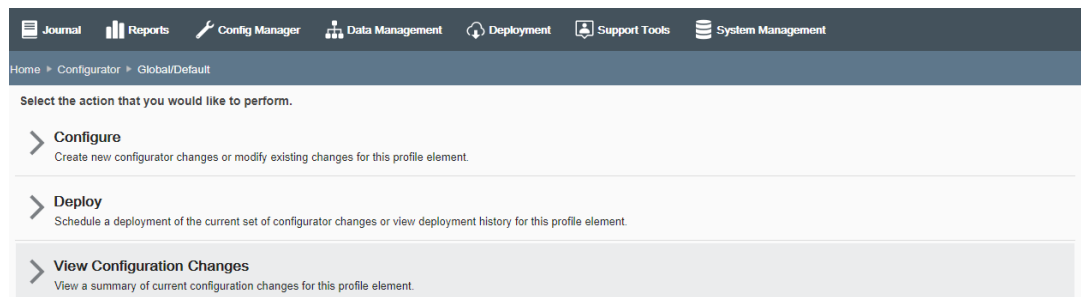 Journal Reports Config Manager Data Management Deployment Support Tools System Management
Home Configurator Global/Default
Select the action that you would like to perform.
Configure
Create new configurator changes or modify existing changes for this profile element.
Deploy
Schedule a deployment of the current set of configurator changes or view deployment history for this profile element.
View Configuration Changes
View a summary of current configuration changes for this profile element.